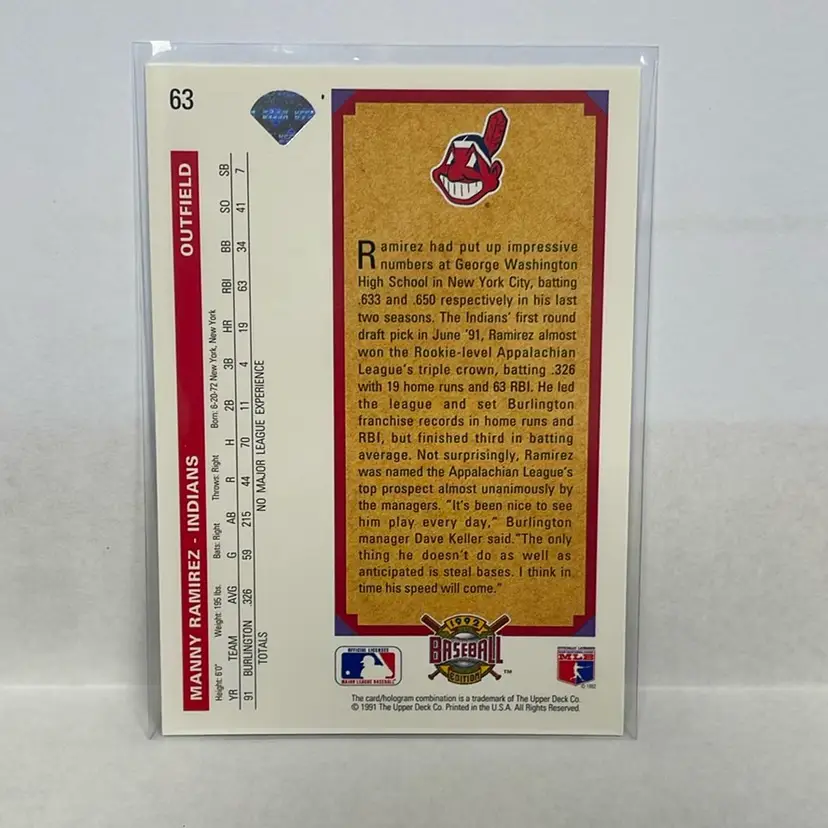 63
MANNY RAMIREZ - INDIANS OUTFIELD
Height: 6'0" Weight: 195 lbs. Bats: Right Throws: Right Born: 6-20-72 New York, New York
YR TEAM AVG G AB R H 2B 3B HR RBI BB SO SB
91 BURLINGTON .326 59 215 44 70 11 4 19 63 34 41 7
TOTALS NO MAJOR LEAGUE EXPERIENCE
Ramirez had put up impressive
numbers at George Washington
High School in New York City, batting
.633 and .650 respectively in his last
two seasons. The Indians' first round
draft pick in June '91, Ramirez almost
won the Rookie-level Appalachian
League's triple crown, batting .326
with 19 home runs and 63 RBI. He led
the league and set Burlington
franchise records in home runs and
RBI, but finished third in batting
average. Not surprisingly, Ramirez
was named the Appalachian League's
top prospect almost unanimously by
the managers. "It's been nice to see
him play every day," Burlington
manager Dave Keller said."The only
thing he doesn't do as well as
anticipated is steal bases. I think in
time his speed will come."
OFFICIAL LICENSEE
MAJOR LEAGUE BASEBALL
1992
BASEBALL
EDITION
™
MLB
© 1992
The card/hologram combination is a trademark of The Upper Deck Co.
© 1991 The Upper Deck Co. Printed in the U.S.A. All Rights Reserved.